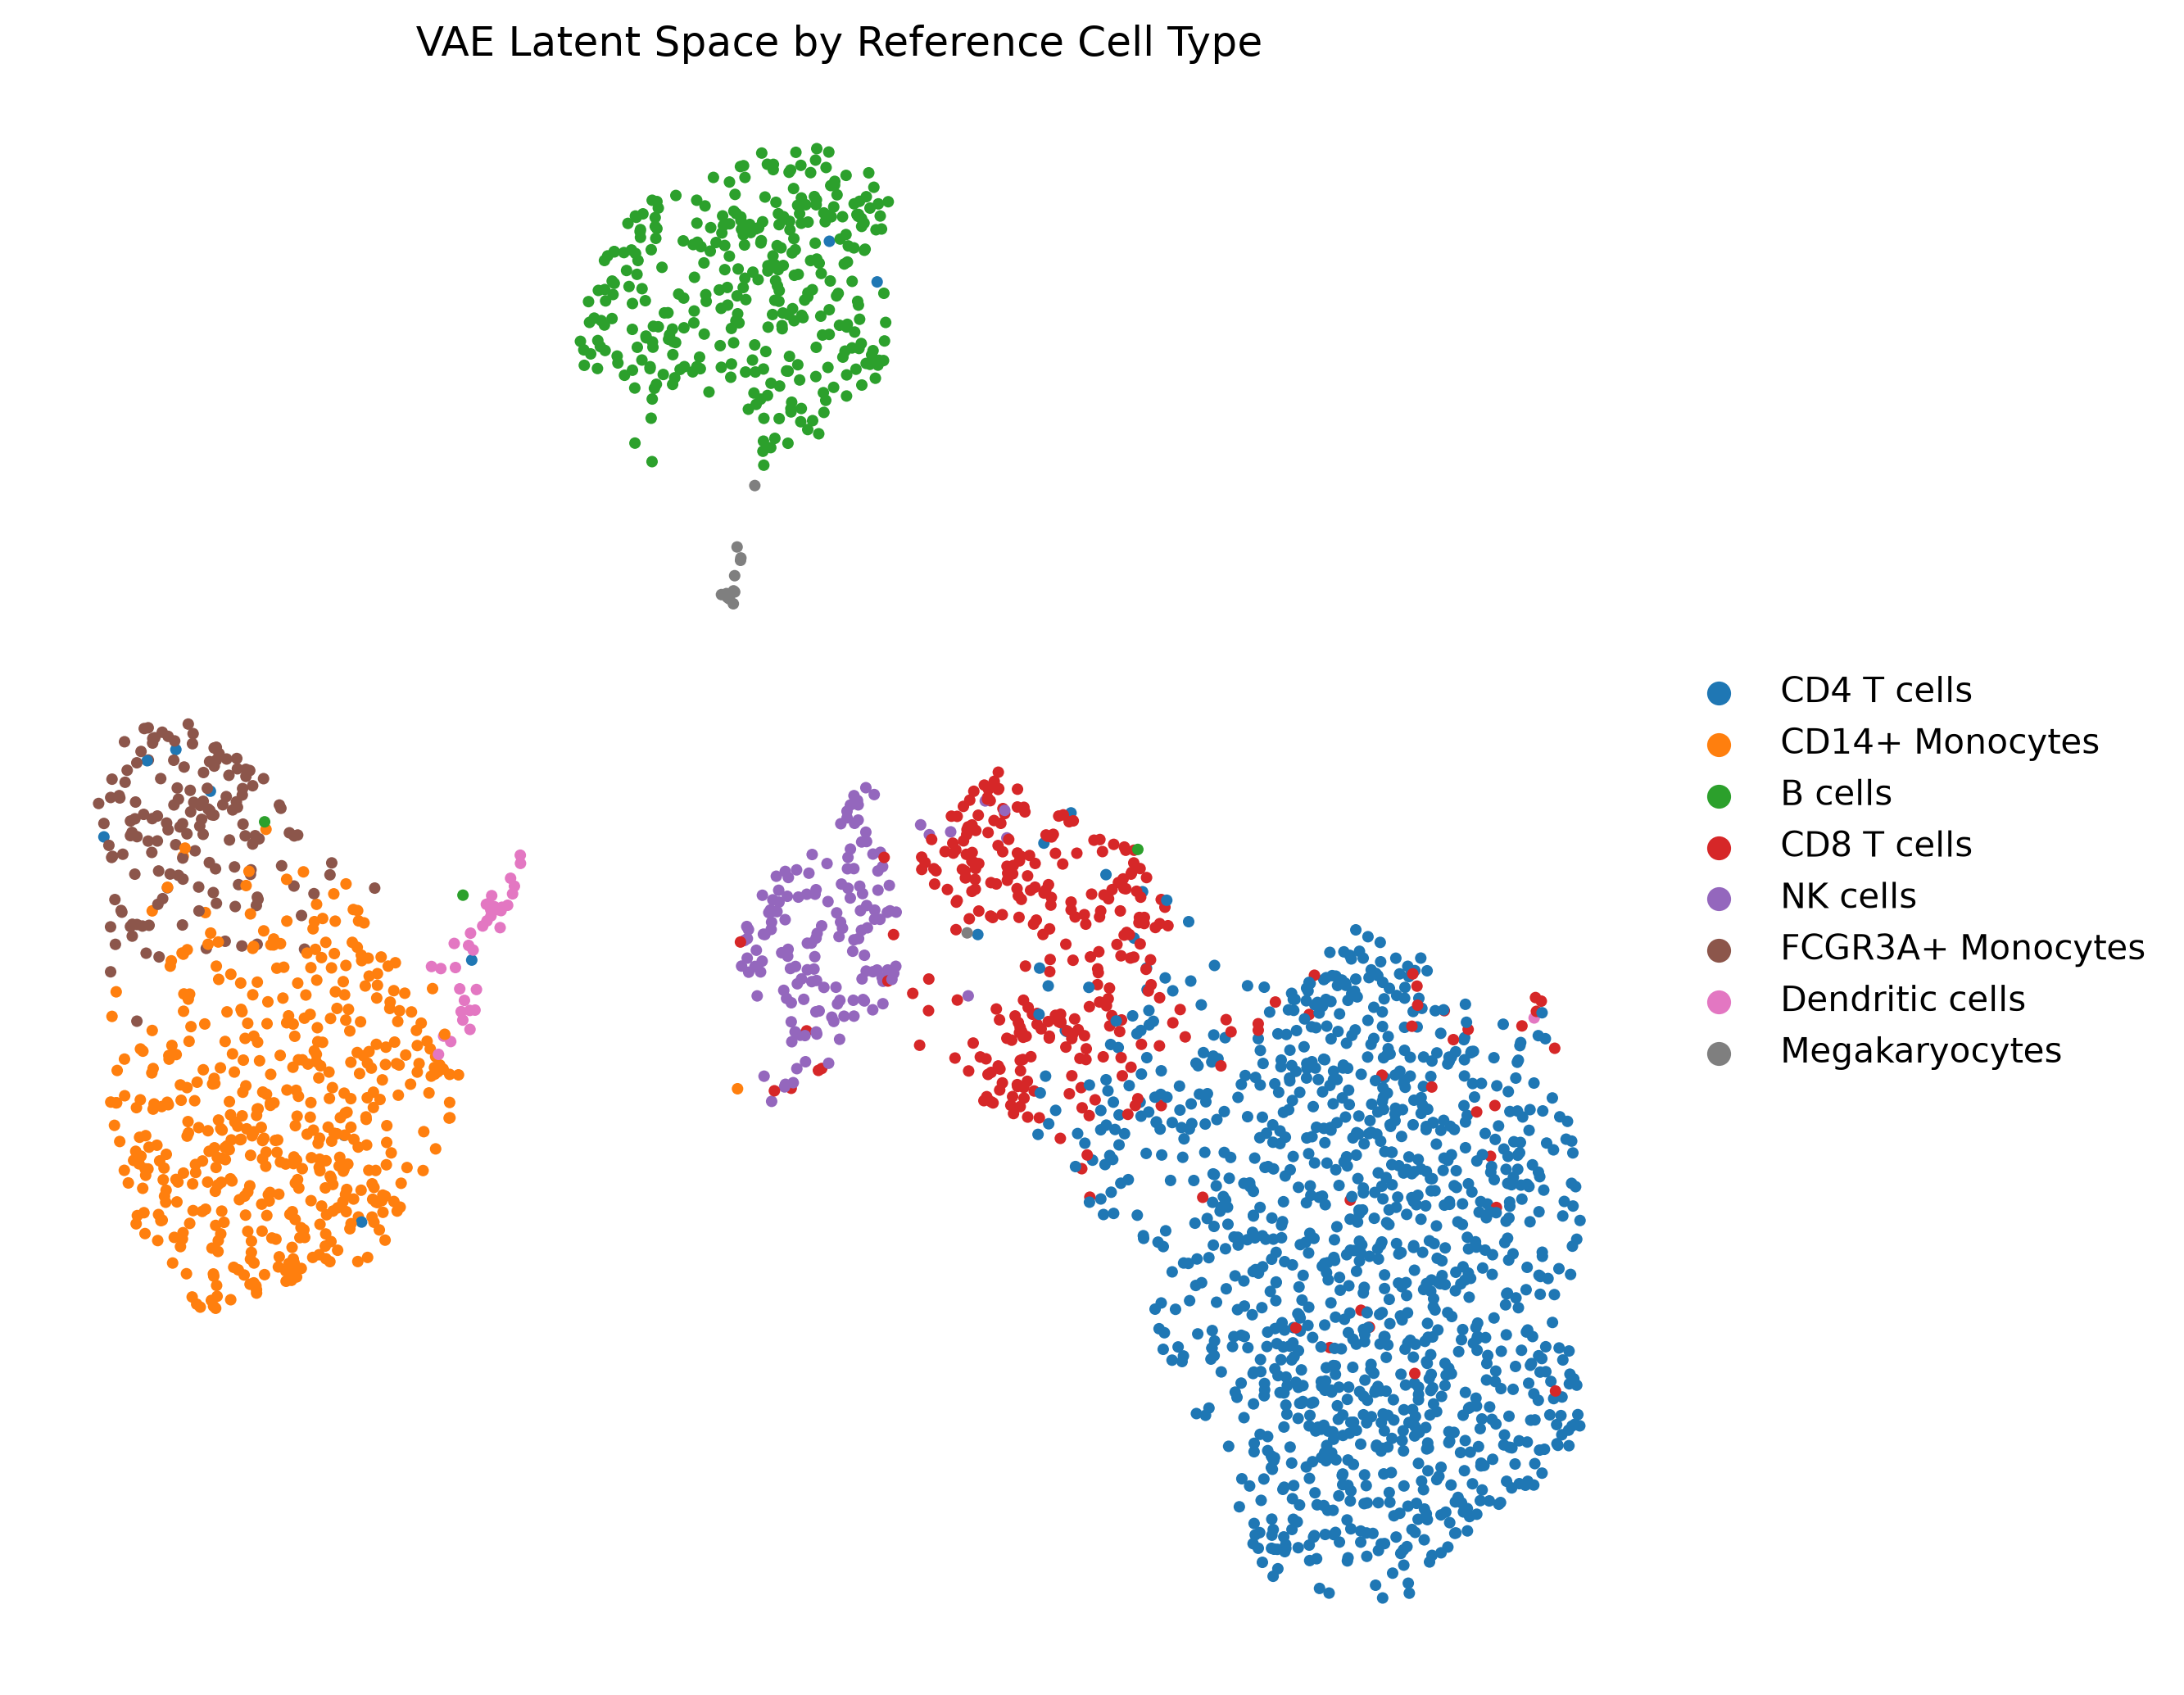 VAE Latent Space by Reference Cell Type
CD4 T cells
CD14+ Monocytes
B cells
CD8 T cells
NK cells
FCGR3A+ Monocytes
Dendritic cells
Megakaryocytes